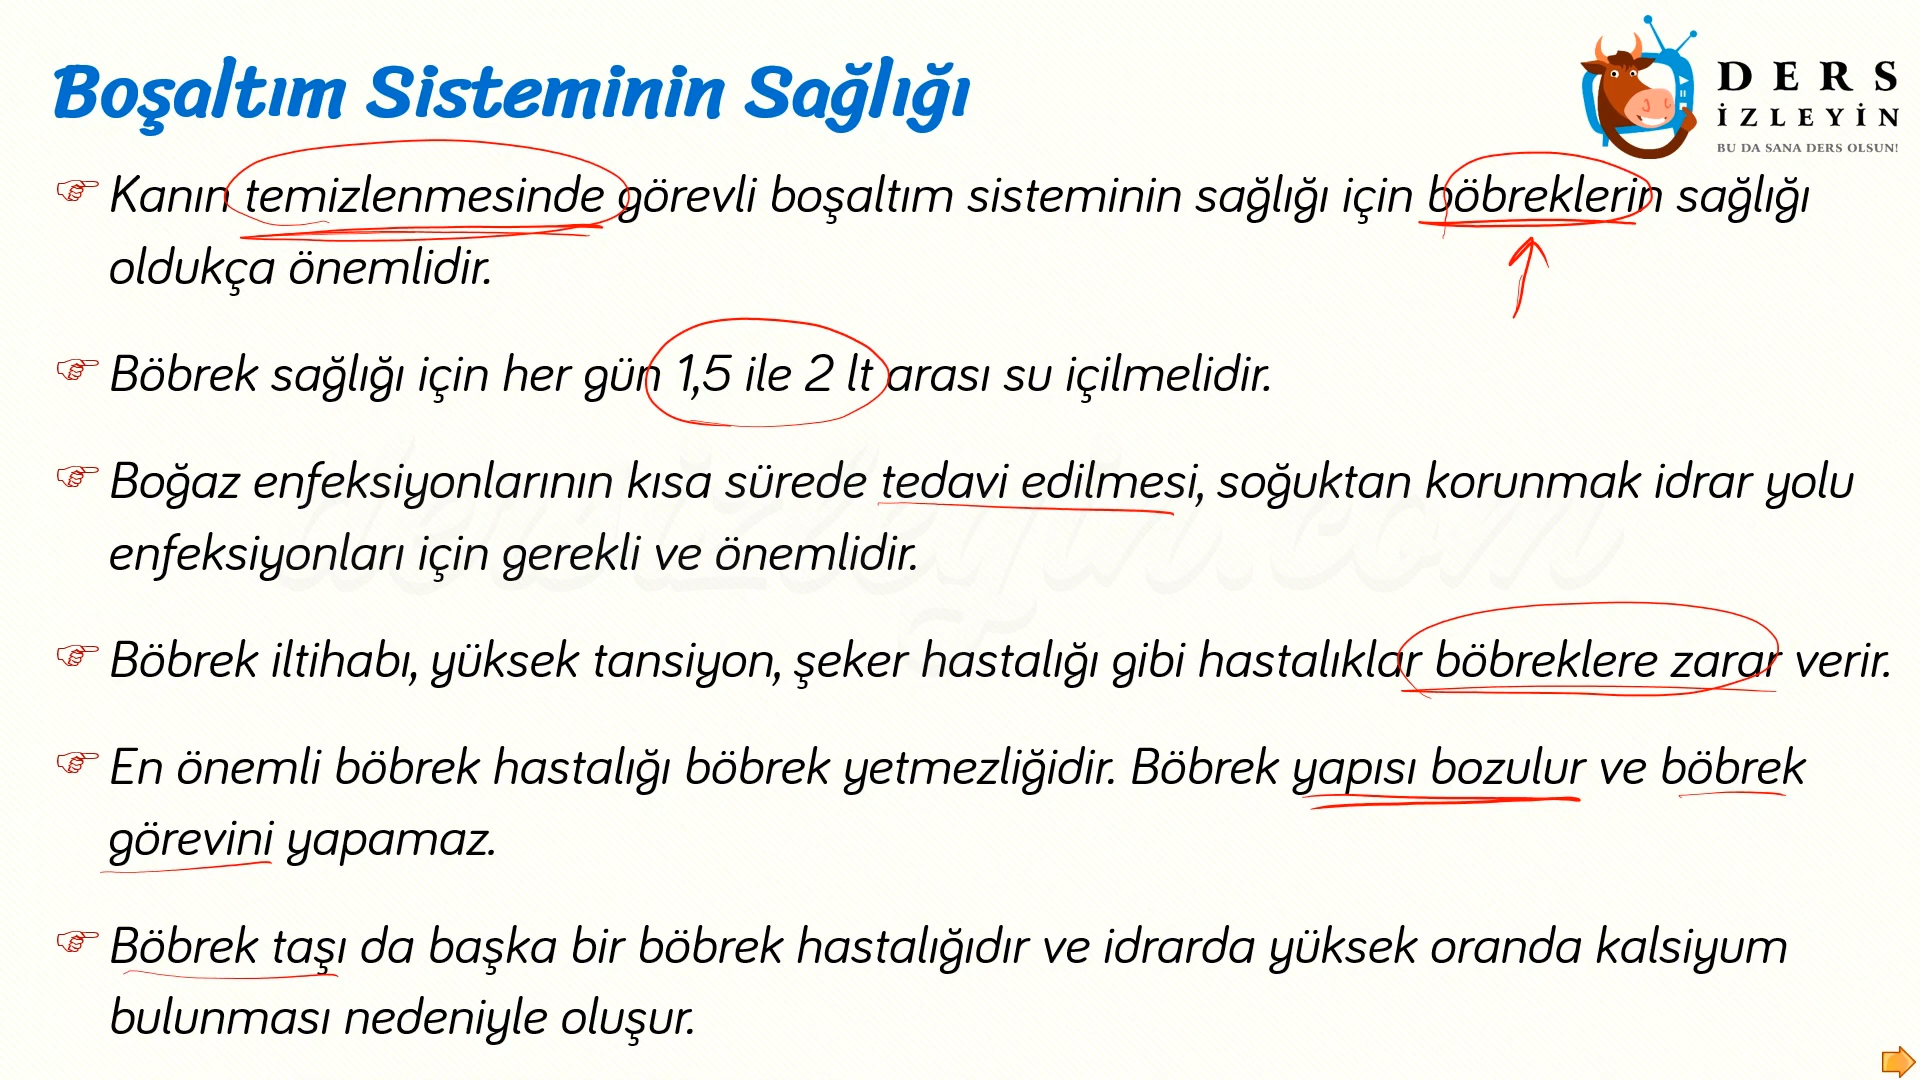 Boşaltım Sisteminin Sağlığı
DERS
İZLEYİN
BU DA SANA DERS OLSUN!
Kanın temizlenmesinde görevli boşaltım sisteminin sağlığı için böbreklerin sağlığı
oldukça önemlidir.
Böbrek sağlığı için her gün 1,5 ile 2 lt arası su içilmelidir.
Boğaz enfeksiyonlarının kısa sürede tedavi edilmesi, soğuktan korunmak idrar yolu
enfeksiyonları için gerekli ve önemlidir.
dersizleyin.com
Böbrek iltihabı, yüksek tansiyon, şeker hastalığı gibi hastalıklar böbreklere zarar verir.
En önemli böbrek hastalığı böbrek yetmezliğidir. Böbrek yapısı bozulur ve böbrek
görevini yapamaz.
Böbrek taşı da başka bir böbrek hastalığıdır ve idrarda yüksek oranda kalsiyum
bulunması nedeniyle oluşur.